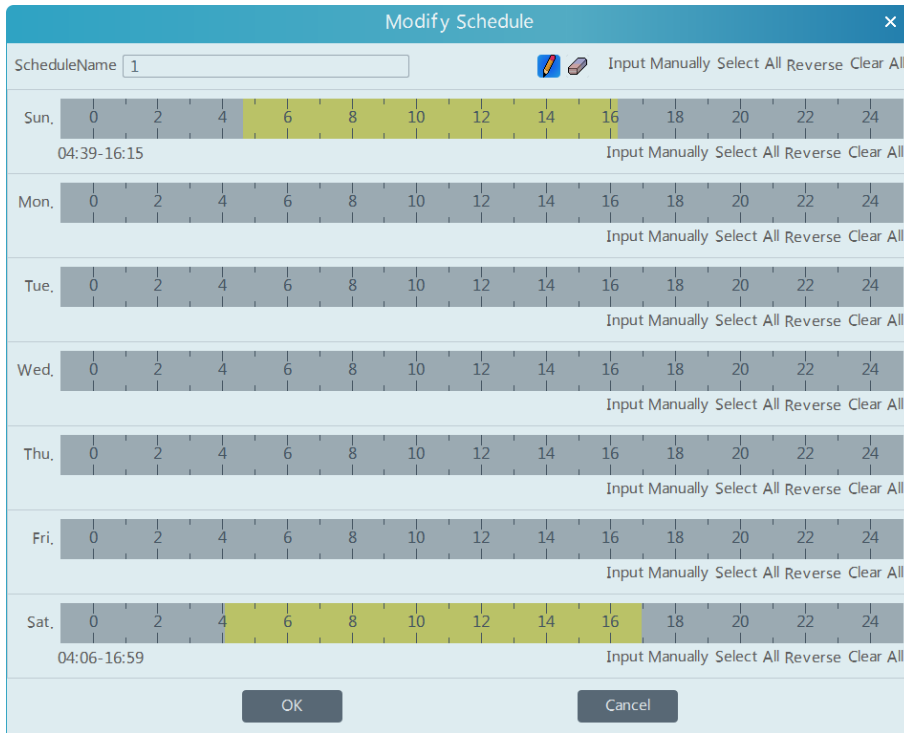 Modify Schedule
ScheduleName 1 Input Manually Select All Reverse Clear All
Sun. 0 2 4 6 8 10 12 14 16 18 20 22 24
04:39-16:15 Input Manually Select All Reverse Clear All
Mon. 0 2 4 6 8 10 12 14 16 18 20 22 24
Input Manually Select All Reverse Clear All
Tue. 0 2 4 6 8 10 12 14 16 18 20 22 24
Input Manually Select All Reverse Clear All
Wed. 0 2 4 6 8 10 12 14 16 18 20 22 24
Input Manually Select All Reverse Clear All
Thu. 0 2 4 6 8 10 12 14 16 18 20 22 24
Input Manually Select All Reverse Clear All
Fri. 0 2 4 6 8 10 12 14 16 18 20 22 24
Input Manually Select All Reverse Clear All
Sat. 0 2 4 6 8 10 12 14 16 18 20 22 24
04:06-16:59 Input Manually Select All Reverse Clear All
OK Cancel